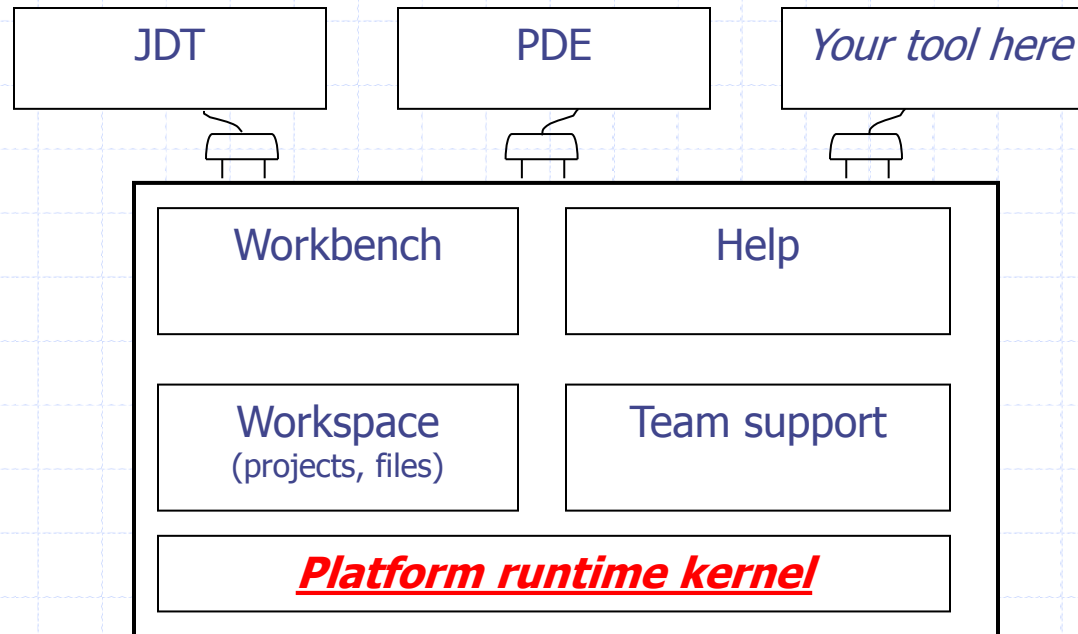 JDT
PDE
Your tool here
Workbench
Help
Workspace
(projects, files)
Team support
Platform runtime kernel